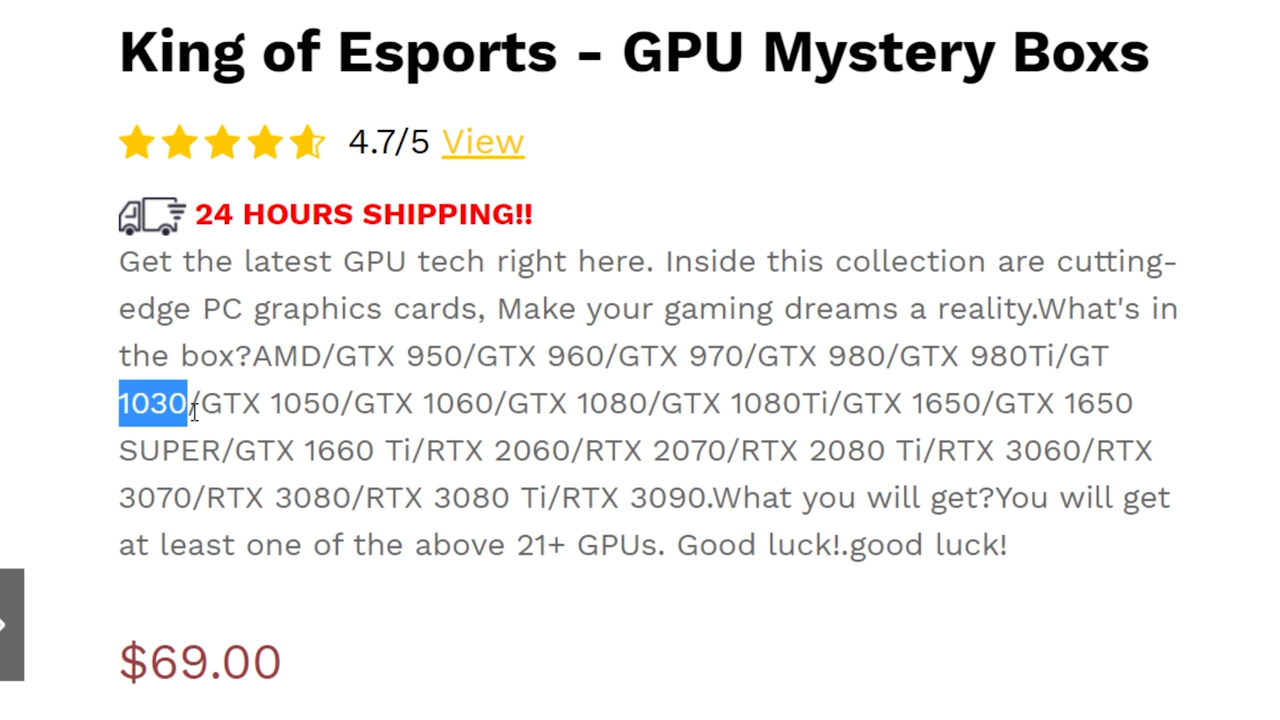 King of Esports - GPU Mystery Boxs
4.7/5 View
24 HOURS SHIPPING!!
Get the latest GPU tech right here. Inside this collection are cutting-
edge PC graphics cards, Make your gaming dreams a reality.What's in
the box?AMD/GTX 950/GTX 960/GTX 970/GTX 980/GTX 980Ti/GT
1030/GTX 1050/GTX 1060/GTX 1080/GTX 1080Ti/GTX 1650/GTX 1650
SUPER/GTX 1660 Ti/RTX 2060/RTX 2070/RTX 2080 Ti/RTX 3060/RTX
3070/RTX 3080/RTX 3080 Ti/RTX 3090.What you will get?You will get
at least one of the above 21+ GPUs. Good luck!.good luck!
$69.00